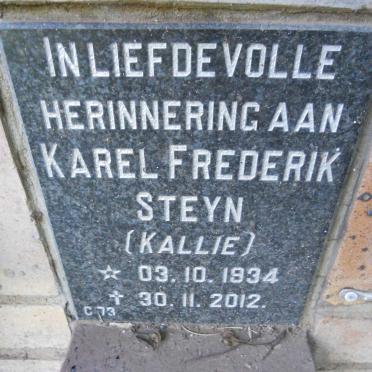 IN LIEFDEVOLLE
HERINNERING AAN
KAREL FREDERIK
STEYN
(KALLIE)
☆ 03.10.1934
✝ 30.11.2012.
C 73